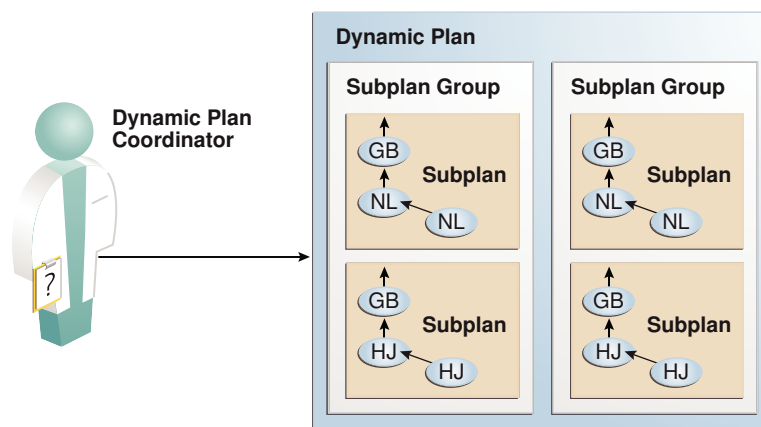 Dynamic Plan
Coordinator
?
Dynamic Plan
Subplan Group
GB
Subplan
NL
NL
GB
Subplan
HJ
HJ
Subplan Group
GB
Subplan
NL
NL
GB
Subplan
HJ
HJ